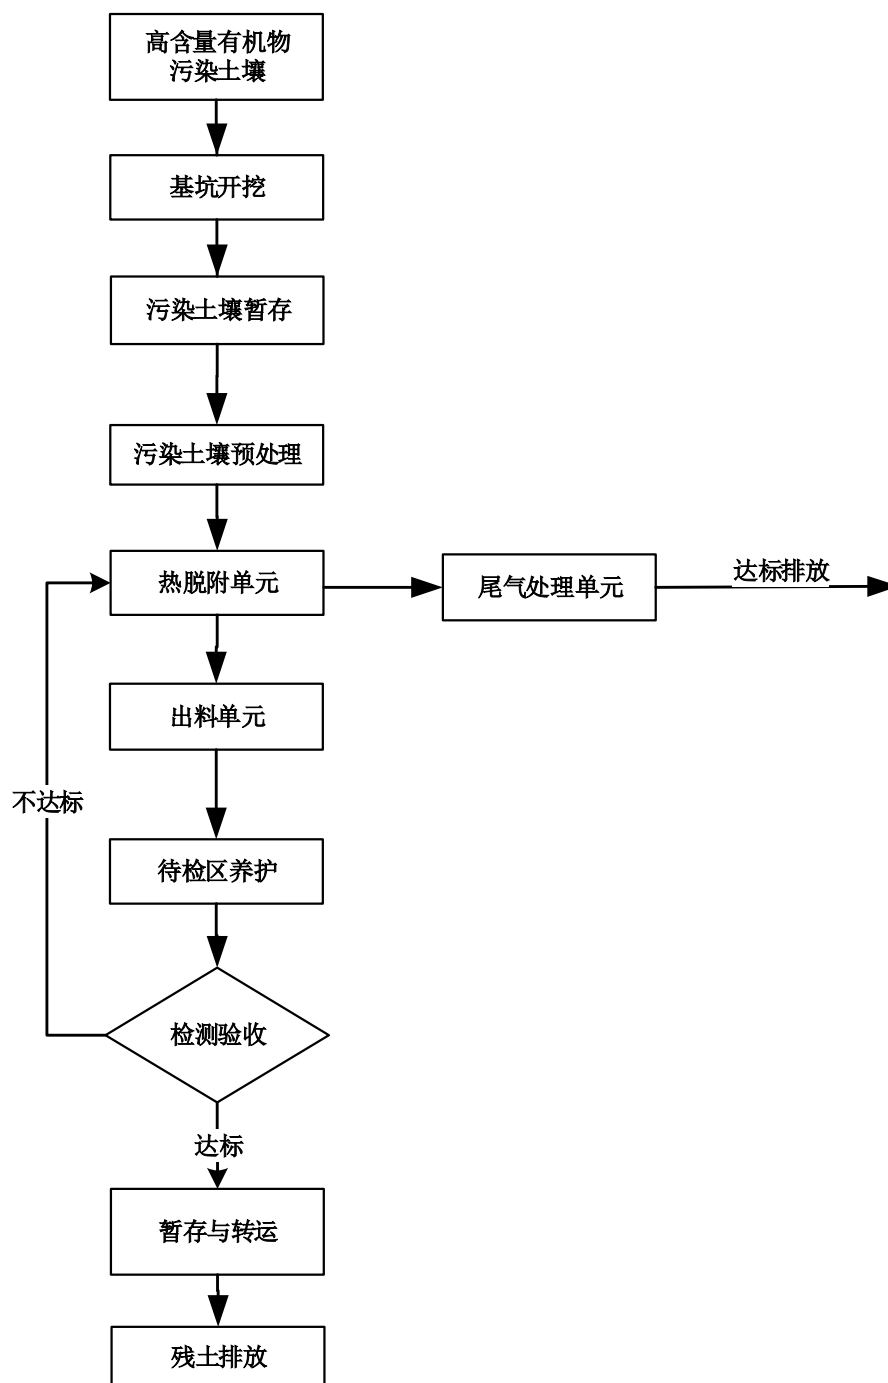 高含量有机物
污染土壤
基坑开挖
污染土壤暂存
污染土壤预处理
热脱附单元
尾气处理单元
达标排放
出料单元
不达标
待检区养护
检测验收
达标
暂存与转运
残土排放